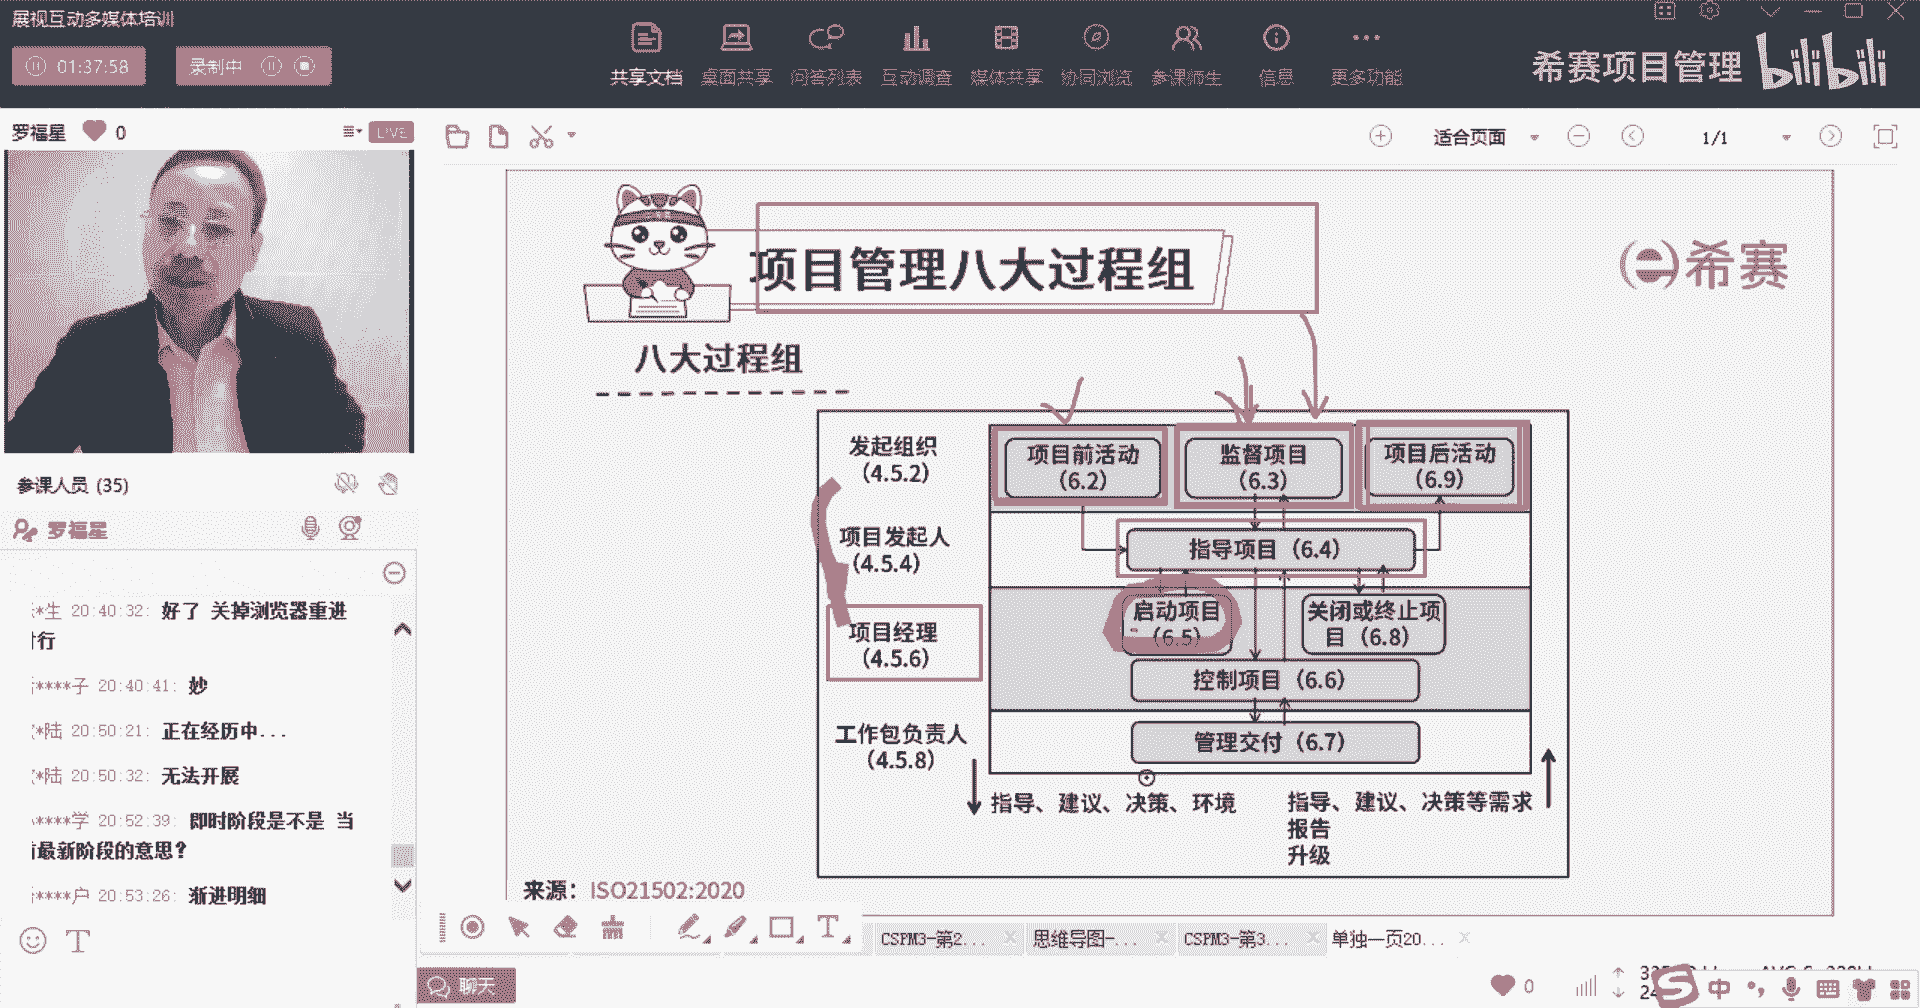 展视互动多媒体培训
01:37:58
录制中
共享文档
桌面共享
问答列表
互动调查
媒体共享
协同浏览
参课师生
信息
更多功能
希赛项目管理
bilibili
罗福星
0
LIVE
适合页面
1/1
参课人员 (35)
罗福星
*生 20:40:32: 好了 关掉浏览器重进
行
****子 20:40:41: 妙
*陆 20:50:21: 正在经历中...
*陆 20:50:32: 无法开展
****学 20:52:39: 即时阶段是不是 当
最新阶段的意思?
****户 20:53:26: 渐进明细
聊天
项目管理八大过程组
希赛
八大过程组
发起组织
(4.5.2)
项目前活动
(6.2)
监督项目
(6.3)
项目后活动
(6.9)
项目发起人
(4.5.4)
指导项目（6.4）
项目经理
(4.5.6)
启动项目
(6.5)
关闭或终止项
目（6.8）
控制项目（6.6）
工作包负责人
(4.5.8)
管理交付（6.7）
指导、建议、决策、环境
指导、建议、决策等需求
报告
升级
来源：ISO21502:2020
CSPM3-第2...
思维导图-...
CSPM3-第3...
单独一页20...
0
中